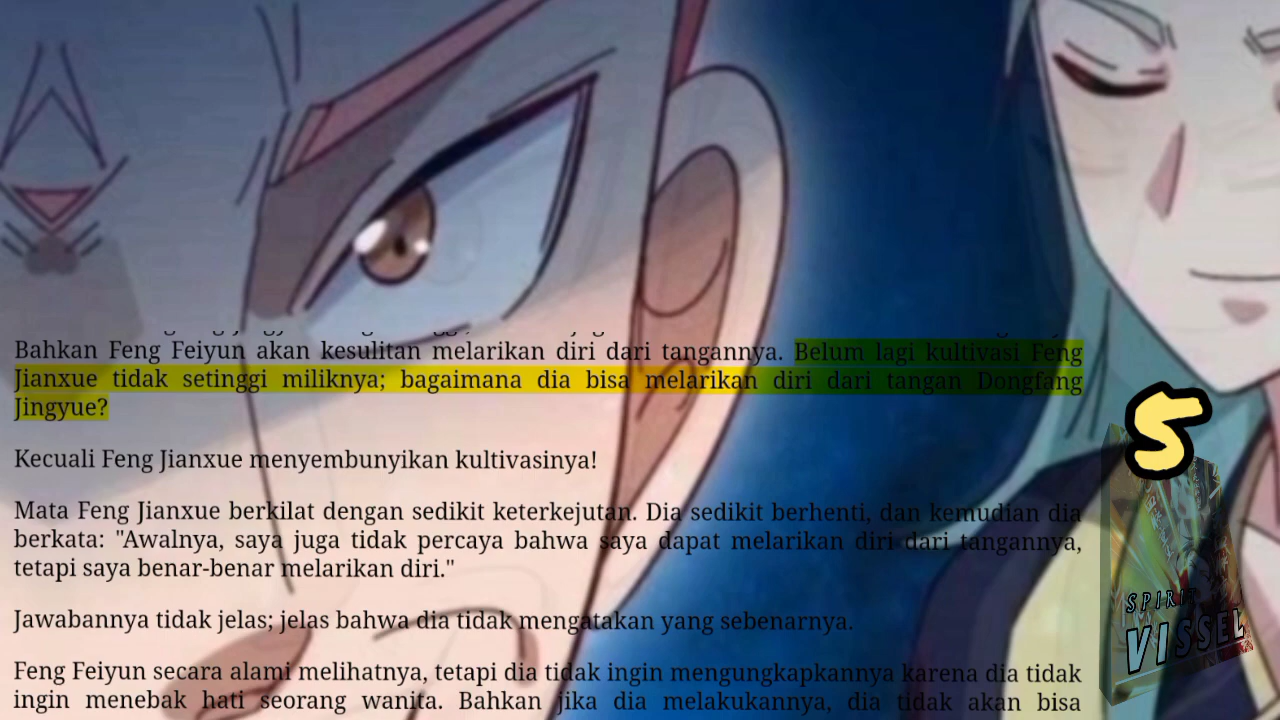 Bahkan Feng Feiyun akan kesulitan melarikan diri dari tangannya. Belum lagi kultivasi Feng
Jianxue tidak setinggi miliknya; bagaimana dia bisa melarikan diri dari tangan Dongfang
Jingyue?
Kecuali Feng Jianxue menyembunyikan kultivasinya!
Mata Feng Jianxue berkilat dengan sedikit keterkejutan. Dia sedikit berhenti, dan kemudian dia
berkata: "Awalnya, saya juga tidak percaya bahwa saya dapat melarikan diri dari tangannya,
tetapi saya benar-benar melarikan diri."
Jawabannya tidak jelas; jelas bahwa dia tidak mengatakan yang sebenarnya.
Feng Feiyun secara alami melihatnya, tetapi dia tidak ingin mengungkapkannya karena dia tidak
ingin menebak hati seorang wanita. Bahkan jika dia melakukannya, dia tidak akan bisa
S
SPIRIT
VISSEL